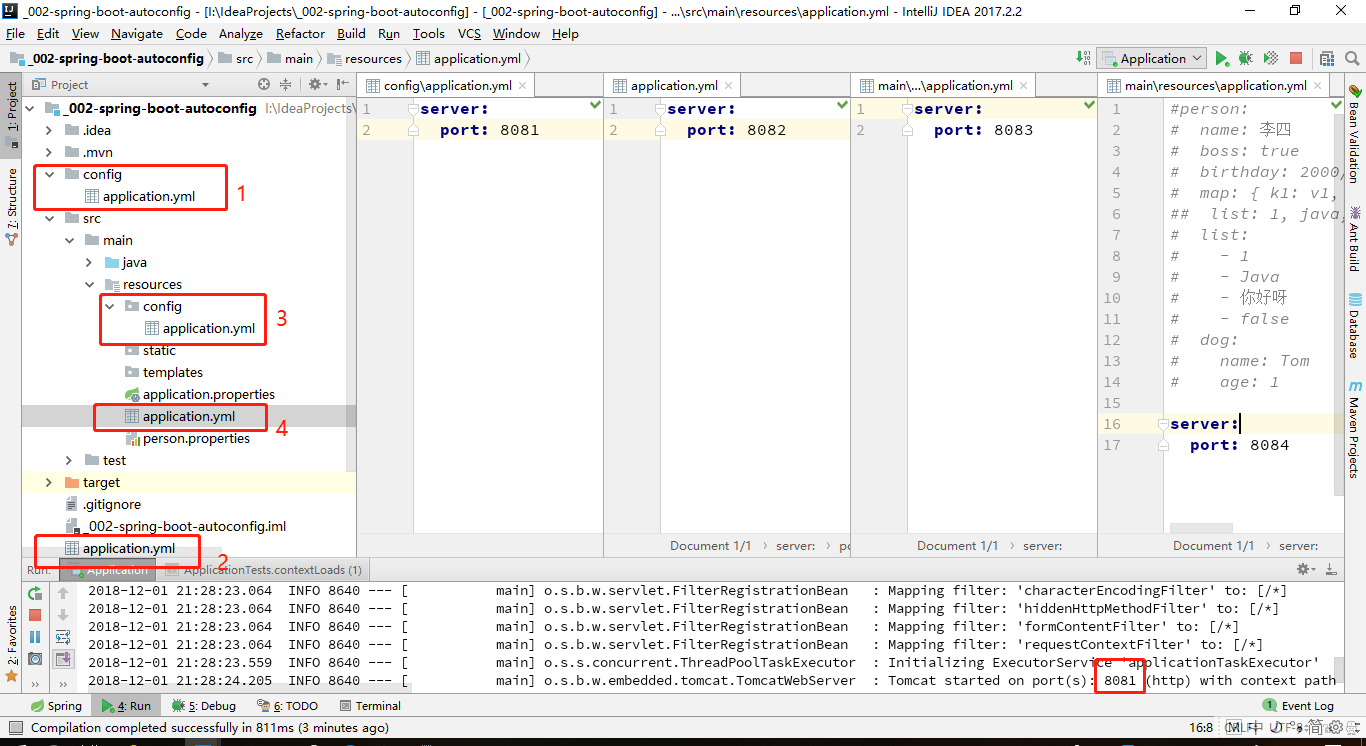 _002-spring-boot-autoconfig - [I:\IdeaProjects\_002-spring-boot-autoconfig] - [_002-spring-boot-autoconfig] - ...\src\main\resources\application.yml - IntelliJ IDEA 2017.2.2
File Edit View Navigate Code Analyze Refactor Build Run Tools VCS Window Help
_002-spring-boot-autoconfig src main resources application.yml Application
Project
config\application.yml
application.yml
main\...\application.yml
main\resources\application.yml
1: Project
7: Structure
2: Favorites
_002-spring-boot-autoconfig I:\IdeaProjects\
.idea
.mvn
config
application.yml
1
src
main
java
resources
config
application.yml
3
static
templates
application.properties
application.yml
4
person.properties
test
target
.gitignore
_002-spring-boot-autoconfig.iml
application.yml
2
1 server:
2 port: 8081
1 server:
2 port: 8082
1 server:
2 port: 8083
1 #person:
2 # name: 李四
3 # boss: true
4 # birthday: 2000/
5 # map: { k1: v1,
6 ## list: 1, java,
7 # list:
8 # - 1
9 # - Java
10 # - 你好呀
11 # - false
12 # dog:
13 # name: Tom
14 # age: 1
15
16 server:
17 port: 8084
Document 1/1 server: po
Document 1/1 server:
Document 1/1 server:
Bean Validation
Ant Build
Database
Maven Projects
Run: Application ApplicationTests.contextLoads (1)
2018-12-01 21:28:23.064 INFO 8640 --- [ main] o.s.b.w.servlet.FilterRegistrationBean : Mapping filter: 'characterEncodingFilter' to: [/*]
2018-12-01 21:28:23.064 INFO 8640 --- [ main] o.s.b.w.servlet.FilterRegistrationBean : Mapping filter: 'hiddenHttpMethodFilter' to: [/*]
2018-12-01 21:28:23.064 INFO 8640 --- [ main] o.s.b.w.servlet.FilterRegistrationBean : Mapping filter: 'formContentFilter' to: [/*]
2018-12-01 21:28:23.064 INFO 8640 --- [ main] o.s.b.w.servlet.FilterRegistrationBean : Mapping filter: 'requestContextFilter' to: [/*]
2018-12-01 21:28:23.559 INFO 8640 --- [ main] o.s.s.concurrent.ThreadPoolTaskExecutor : Initializing ExecutorService 'applicationTaskExecutor'
2018-12-01 21:28:24.205 INFO 8640 --- [ main] o.s.b.w.embedded.tomcat.TomcatWebServer : Tomcat started on port(s): 8081 (http) with context path
Spring 4: Run 5: Debug 6: TODO Terminal 1 Event Log
Compilation completed successfully in 811ms (3 minutes ago) 16:8